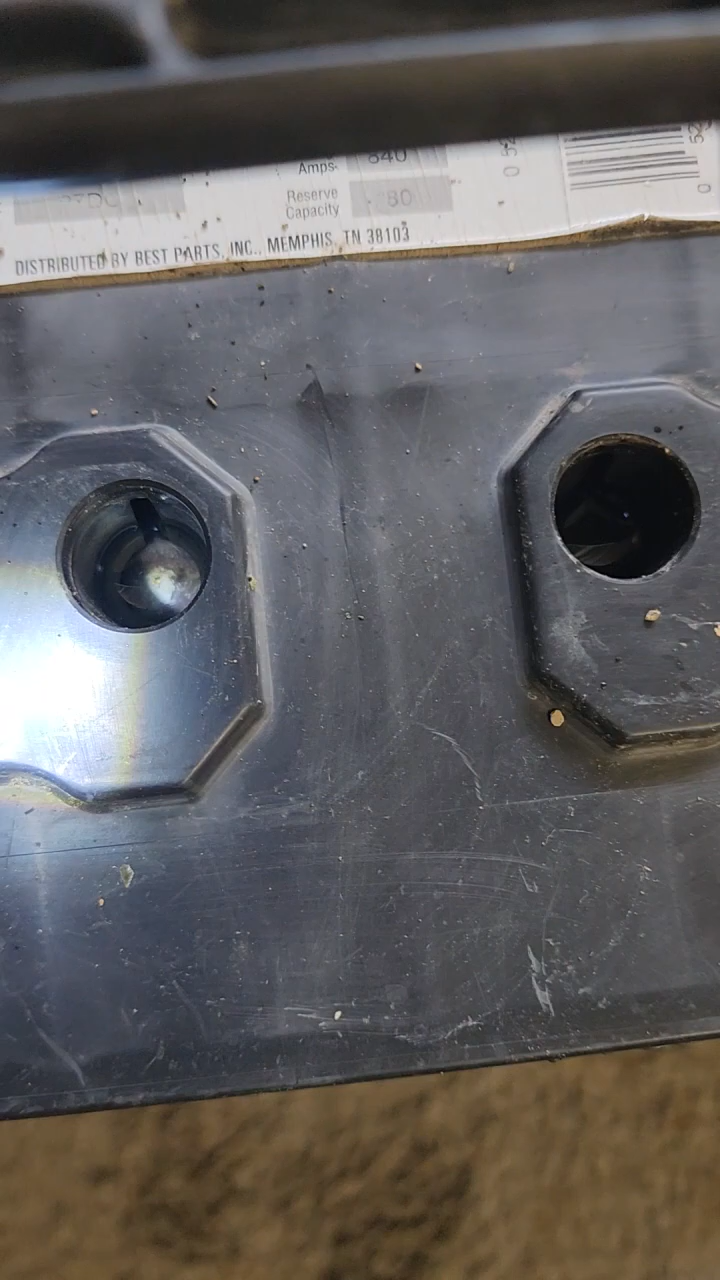 Amps
840
Reserve
Capacity
80
DISTRIBUTED BY BEST PARTS, INC., MEMPHIS, TN 38103